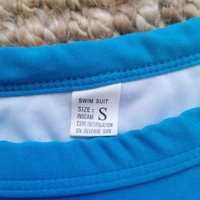 SWIM SUIT
SIZE: S
INSEAM
CARE INFORMATION
ON REVERSE SIDE